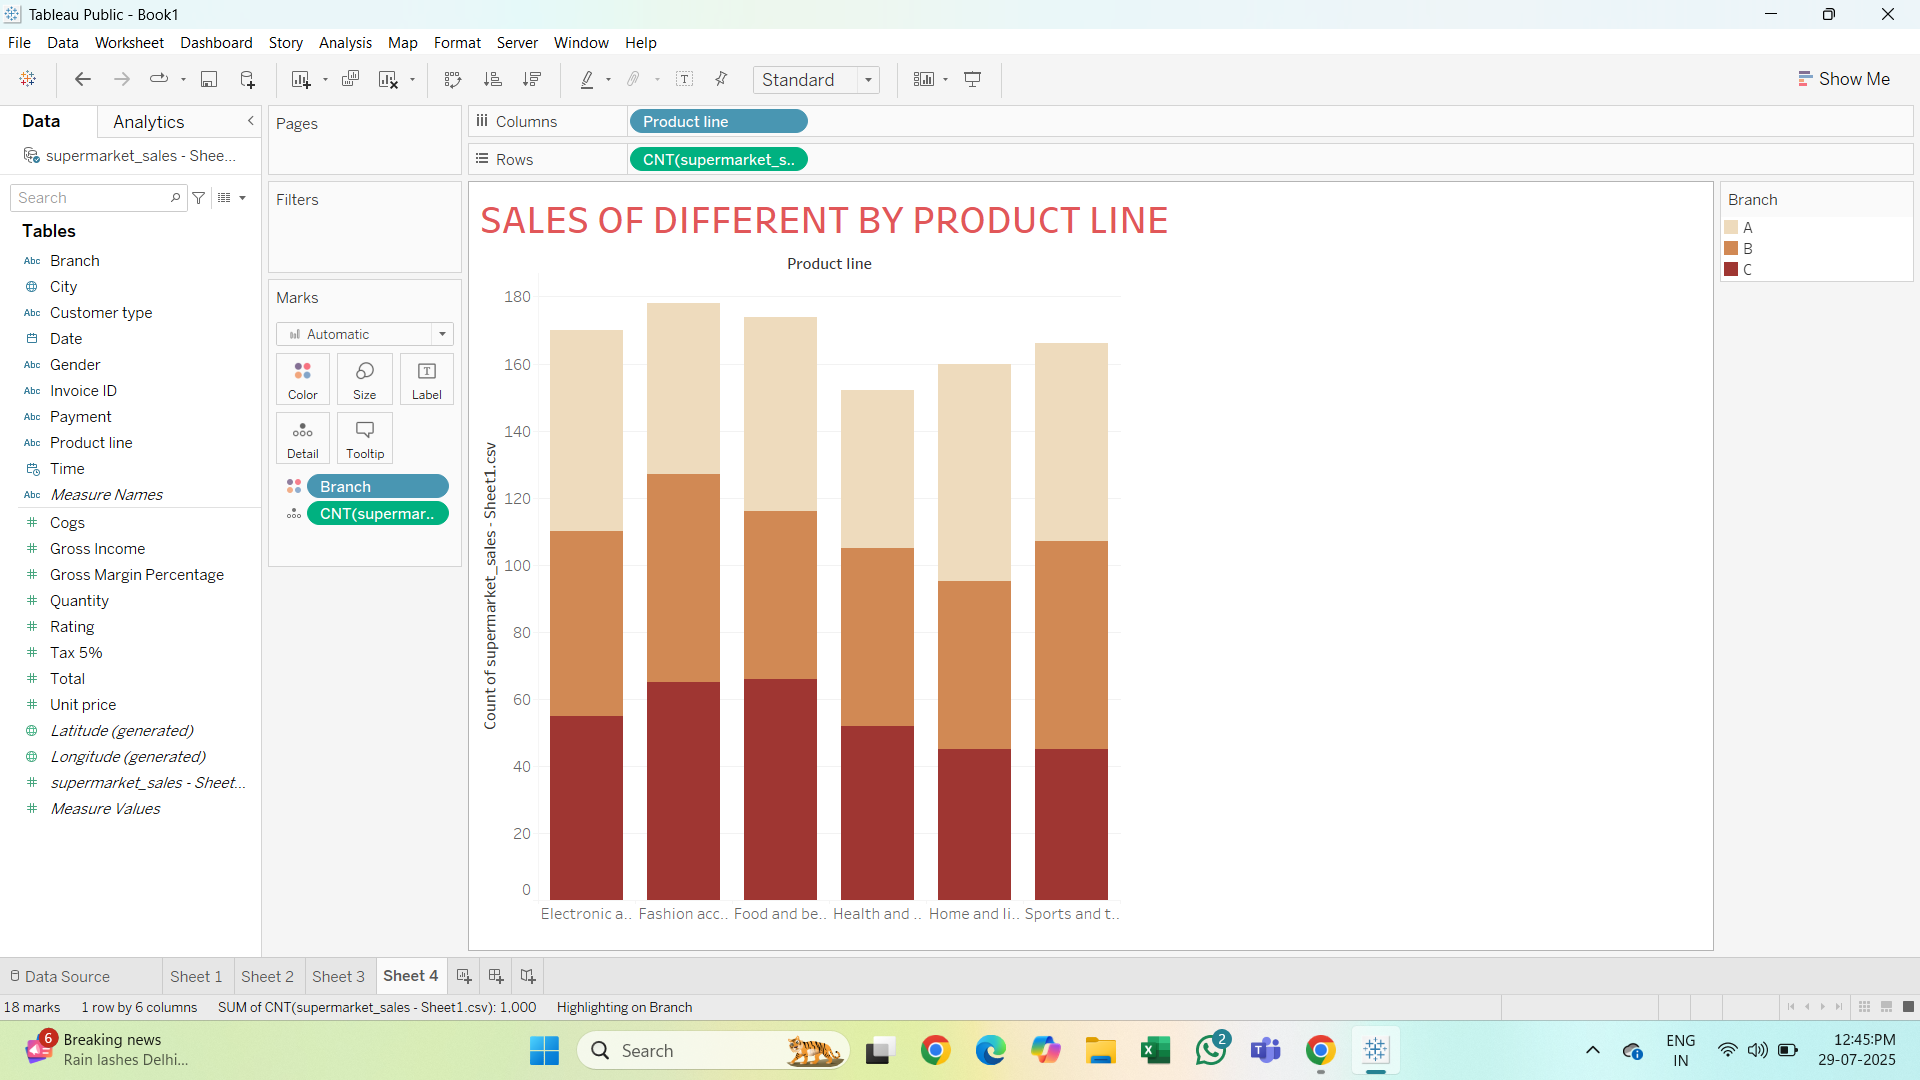 Tableau Public - Book1
File Data Worksheet Dashboard Story Analysis Map Format Server Window Help
Standard
Show Me
Data Analytics
supermarket_sales - Shee...
Search
Tables
Abc Branch
City
Abc Customer type
Date
Abc Gender
Abc Invoice ID
Abc Payment
Abc Product line
Time
Abc Measure Names
# Cogs
# Gross Income
# Gross Margin Percentage
# Quantity
# Rating
# Tax 5%
# Total
# Unit price
Latitude (generated)
Longitude (generated)
# supermarket_sales - Sheet...
# Measure Values
Pages
Filters
Marks
Automatic
Color Size Label
Detail Tooltip
Branch
CNT(supermar..
Columns Product line
Rows CNT(supermarket_s..
SALES OF DIFFERENT BY PRODUCT LINE
Product line
Count of supermarket_sales - Sheet1.csv
180
160
140
120
100
80
60
40
20
0
Electronic a.. Fashion acc.. Food and be.. Health and .. Home and li.. Sports and t..
Branch
A
B
C
Data Source Sheet 1 Sheet 2 Sheet 3 Sheet 4
18 marks 1 row by 6 columns SUM of CNT(supermarket_sales - Sheet1.csv): 1,000 Highlighting on Branch
6
Breaking news
Rain lashes Delhi...
Search
2
ENG
IN
12:45:PM
29-07-2025